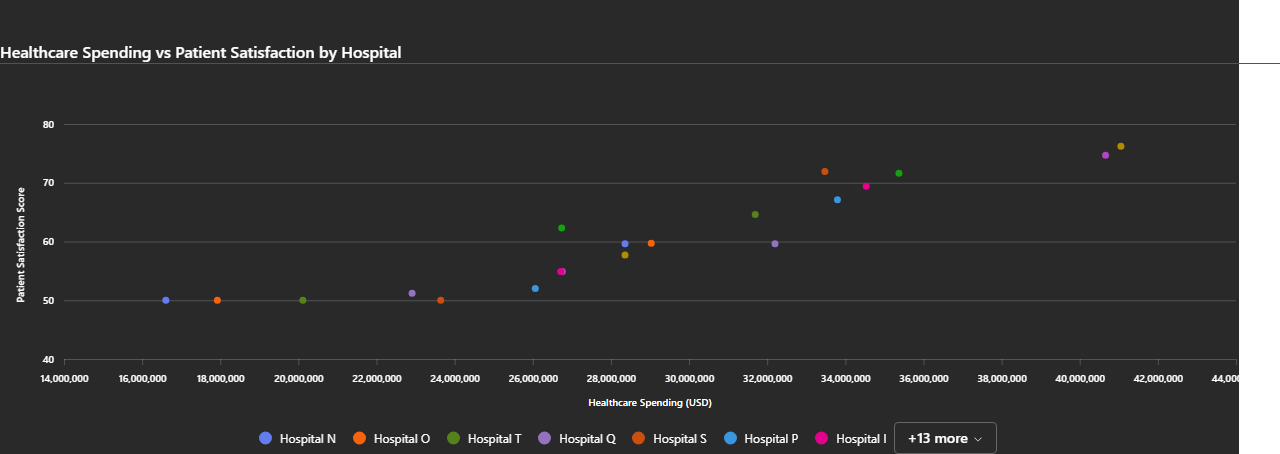 Healthcare Spending vs Patient Satisfaction by Hospital
80
70
60
50
40
Patient Satisfaction Score
14,000,000 16,000,000 18,000,000 20,000,000 22,000,000 24,000,000 26,000,000 28,000,000 30,000,000 32,000,000 34,000,000 36,000,000 38,000,000 40,000,000 42,000,000 44,000
Healthcare Spending (USD)
Hospital N Hospital O Hospital T Hospital Q Hospital S Hospital P Hospital I +13 more